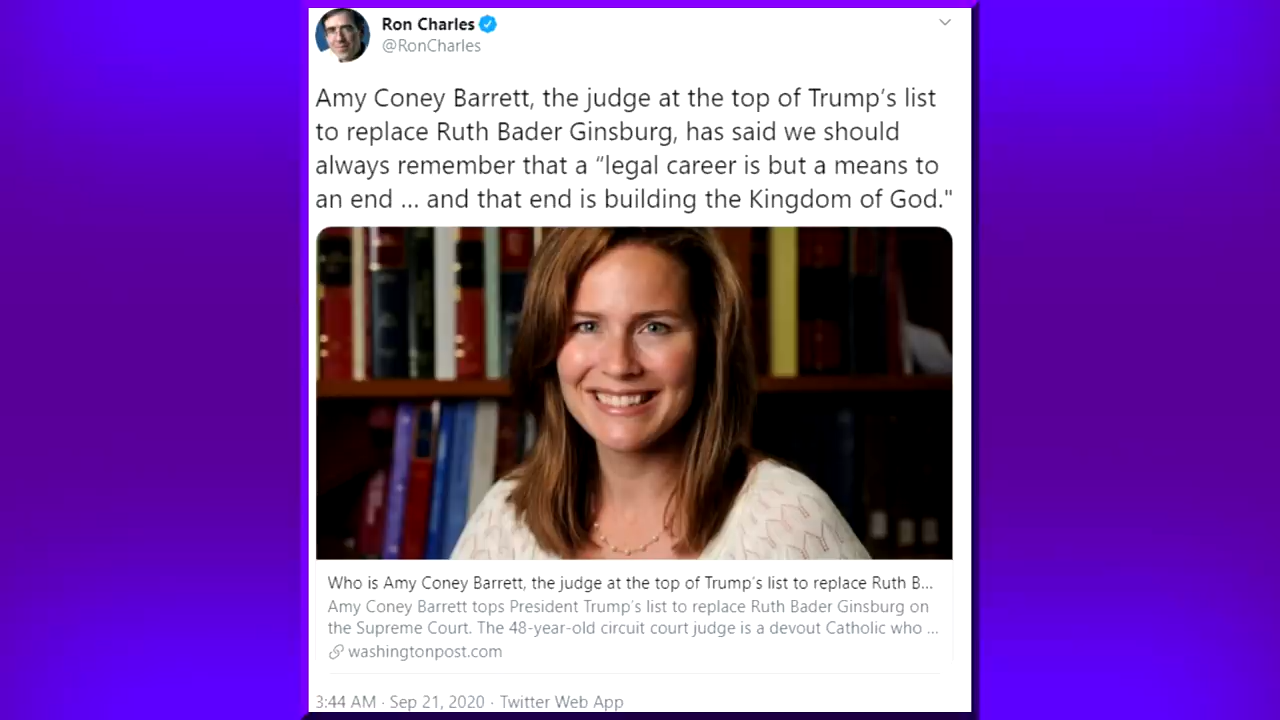 Ron Charles
@RonCharles
Amy Coney Barrett, the judge at the top of Trump's list
to replace Ruth Bader Ginsburg, has said we should
always remember that a “legal career is but a means to
an end ... and that end is building the Kingdom of God."
Who is Amy Coney Barrett, the judge at the top of Trump's list to replace Ruth B...
Amy Coney Barrett tops President Trump's list to replace Ruth Bader Ginsburg on
the Supreme Court. The 48-year-old circuit court judge is a devout Catholic who ...
washingtonpost.com
3:44 AM · Sep 21, 2020 · Twitter Web App